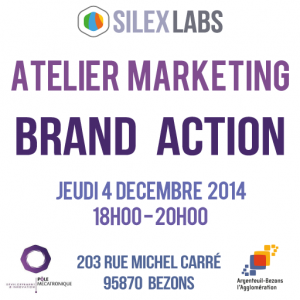 SILEX LABS
ATELIER MARKETING
BRAND ACTION
JEUDI 4 DECEMBRE 2014
18H00-20H00
203 RUE MICHEL CARRÉ
95870 BEZONS
PÔLE
MÉCATRONIQUE
Argenteuil-Bezons
l'Agglomération